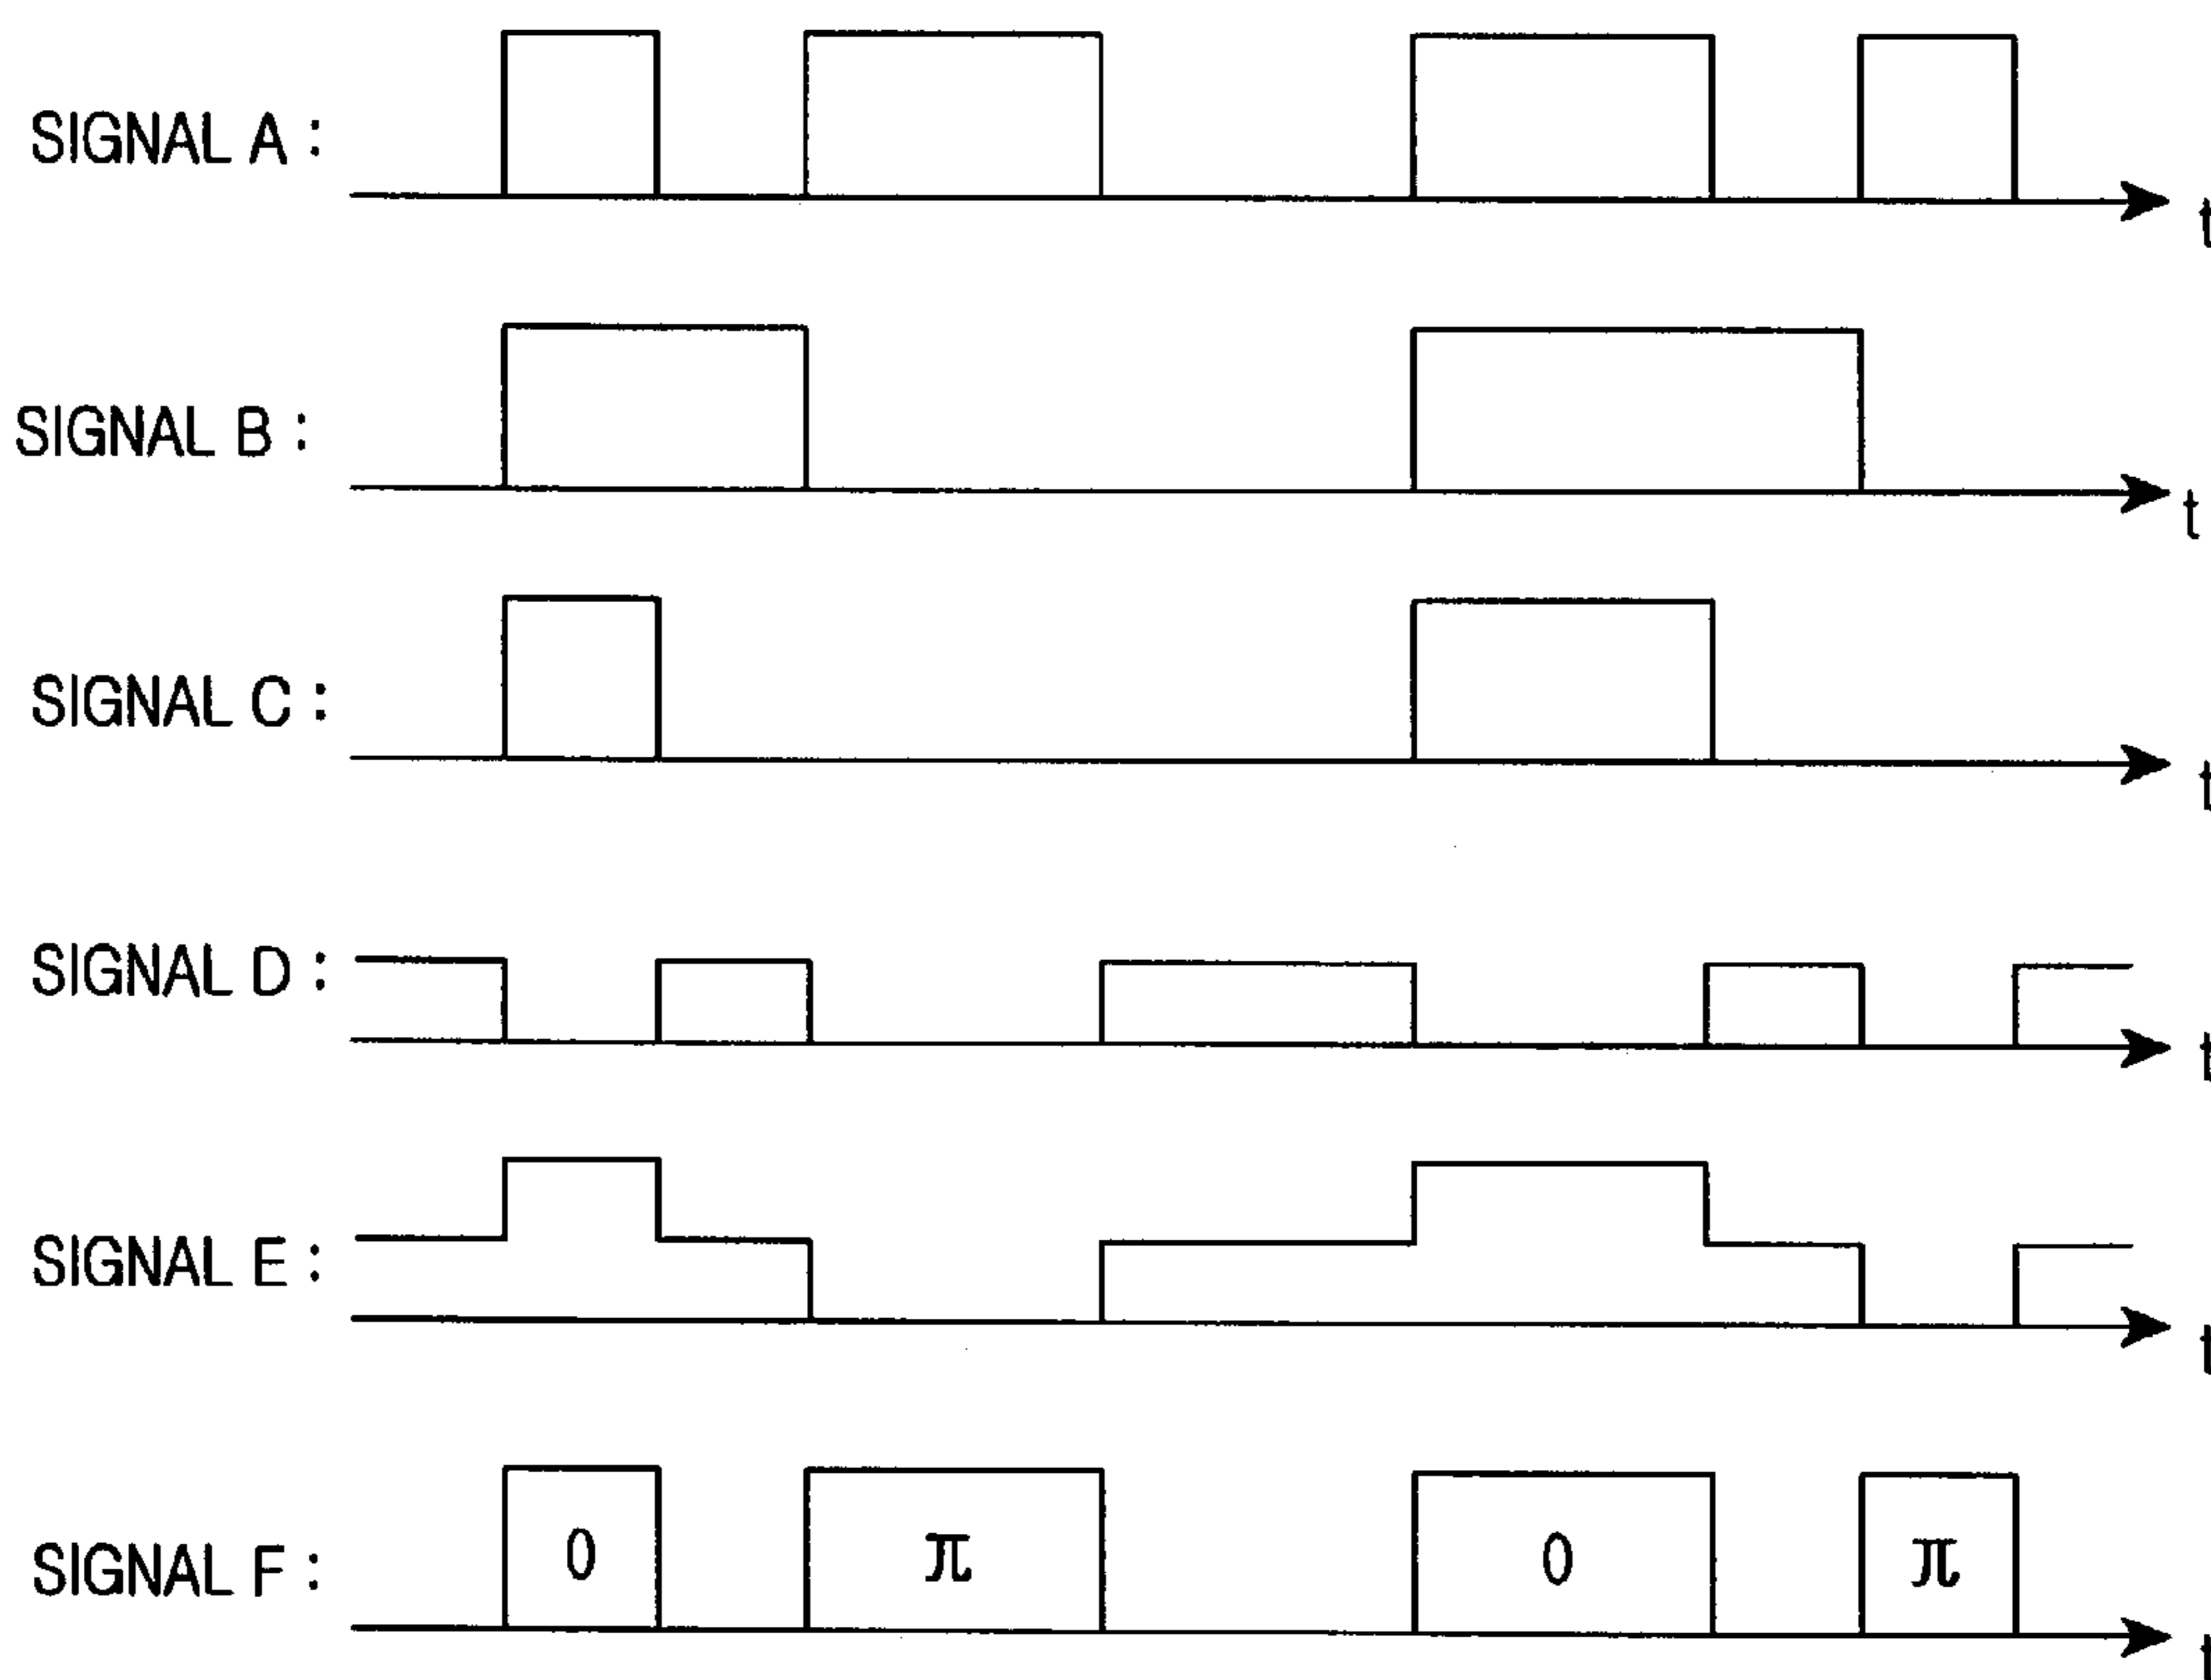 SIGNAL A :
t
SIGNAL B :
t
SIGNAL C :
t
SIGNAL D :
t
SIGNAL E :
t
SIGNAL F :
0 π 0 π
t